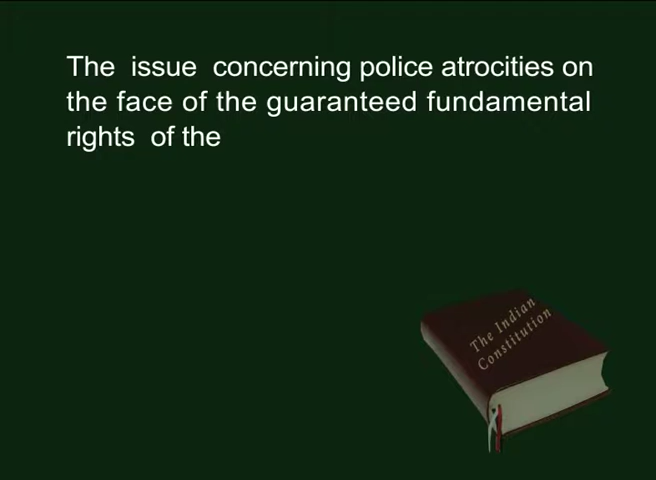 The issue concerning police atrocities on
the face of the guaranteed fundamental
rights of the
The Indian
Constitution